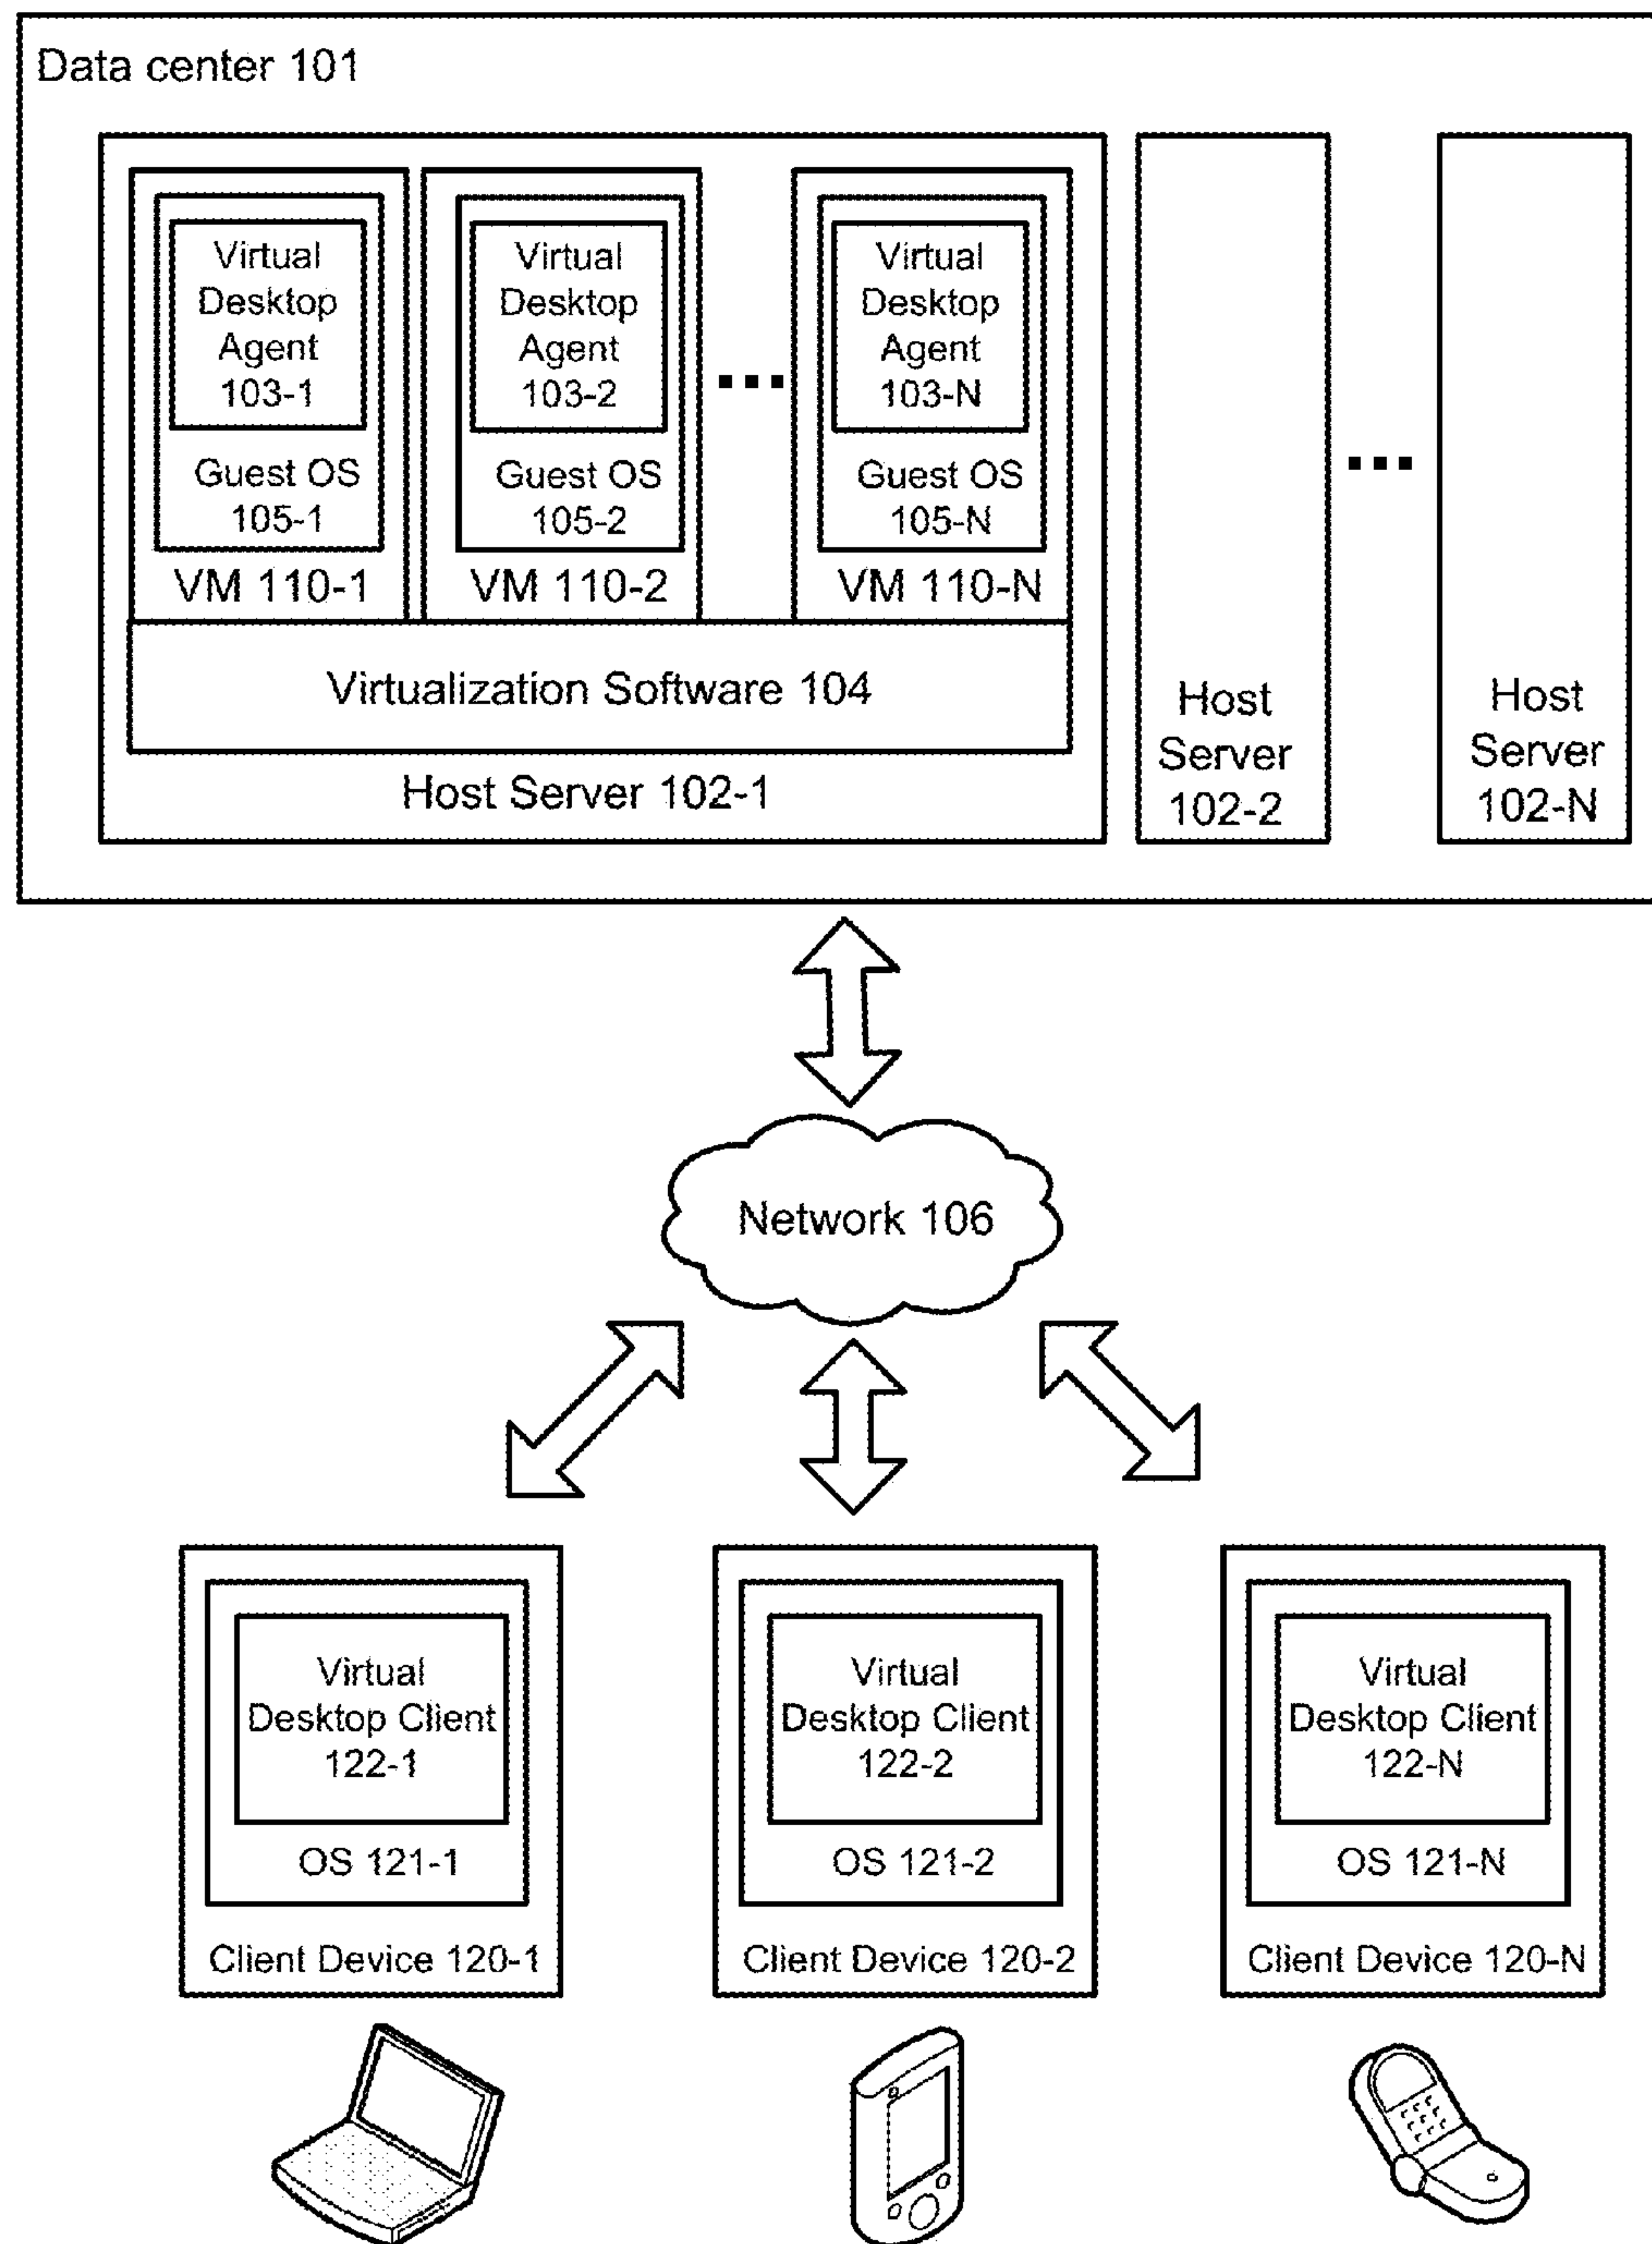 Data center 101
Virtual
Desktop
Agent
103-1
Guest OS
105-1
VM 110-1
Virtual
Desktop
Agent
103-2
Guest OS
105-2
VM 110-2
Virtual
Desktop
Agent
103-N
Guest OS
105-N
VM 110-N
Virtualization Software 104
Host Server 102-1
Host
Server
102-2
Host
Server
102-N
Network 106
Virtual
Desktop Client
122-1
OS 121-1
Client Device 120-1
Virtual
Desktop Client
122-2
OS 121-2
Client Device 120-2
Virtual
Desktop Client
122-N
OS 121-N
Client Device 120-N